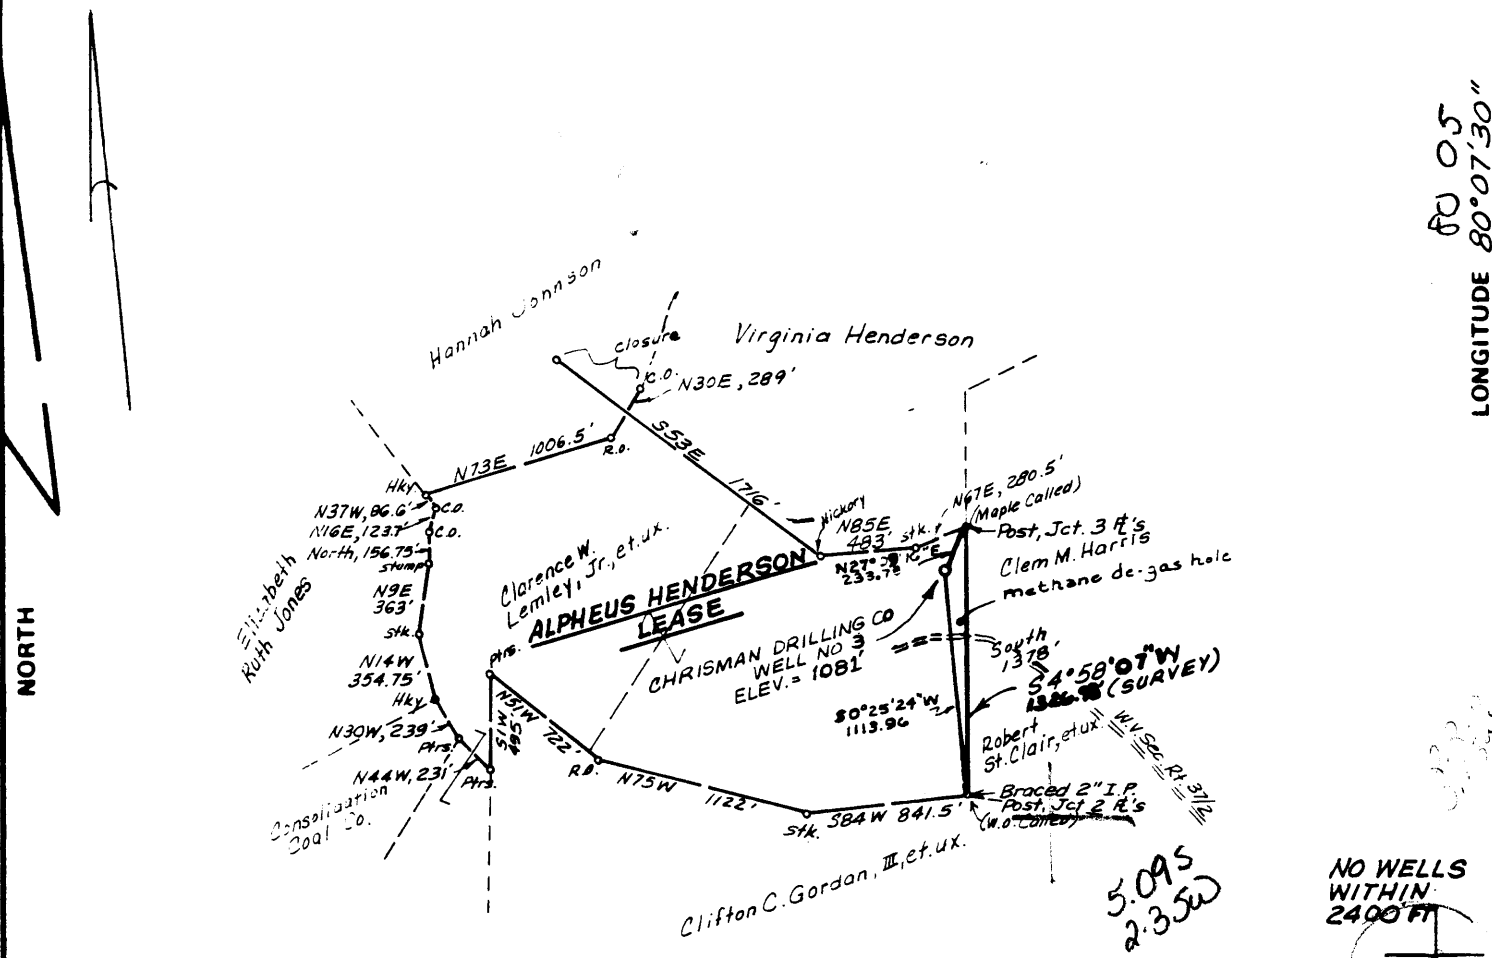 80 05
LONGITUDE 80°07'30"
NORTH
Hannah Johnson
closure
Virginia Henderson
C.O.
N30E, 289'
N73E 1006.5'
R.O.
S53E 1716'
Hky.
N37W, 86.6'
C.O.
N16E, 123.7'
C.O.
North, 156.75'
Stump
N9E
363'
Stk.
N14W
354.75'
Hky
N30W, 239'
Ptrs.
N44W, 231'
Ptrs.
Elizabeth
Ruth Jones
Consolidation
Coal Co.
Clarence W.
Lemley, Jr., et. ux.
ALPHEUS HENDERSON
LEASE
Hickory
N85E
483'
Stk.
N67E, 280.5'
(Maple Called)
Post, Jct. 3 ft's
Clem M. Harris
methane de-gas hole
CHRISMAN DRILLING CO
WELL NO 3
ELEV. = 1081'
South
1378'
S4°58'07"W
(SURVEY)
S0°25'24"W
1113.96
Robert
St. Clair, et ux
W.V. Sec. Rt. 37/2
Ptrs.
S1W
495'
N51W
722'
R.O.
N75W 1122'
Stk.
S84W 841.5'
Braced 2" I.P.
Post, Jct 2 ft's
(W.O. Called)
Clifton C. Gordan, III, et. ux.
5.09S
2.35W
NO WELLS
WITHIN
2400 FT